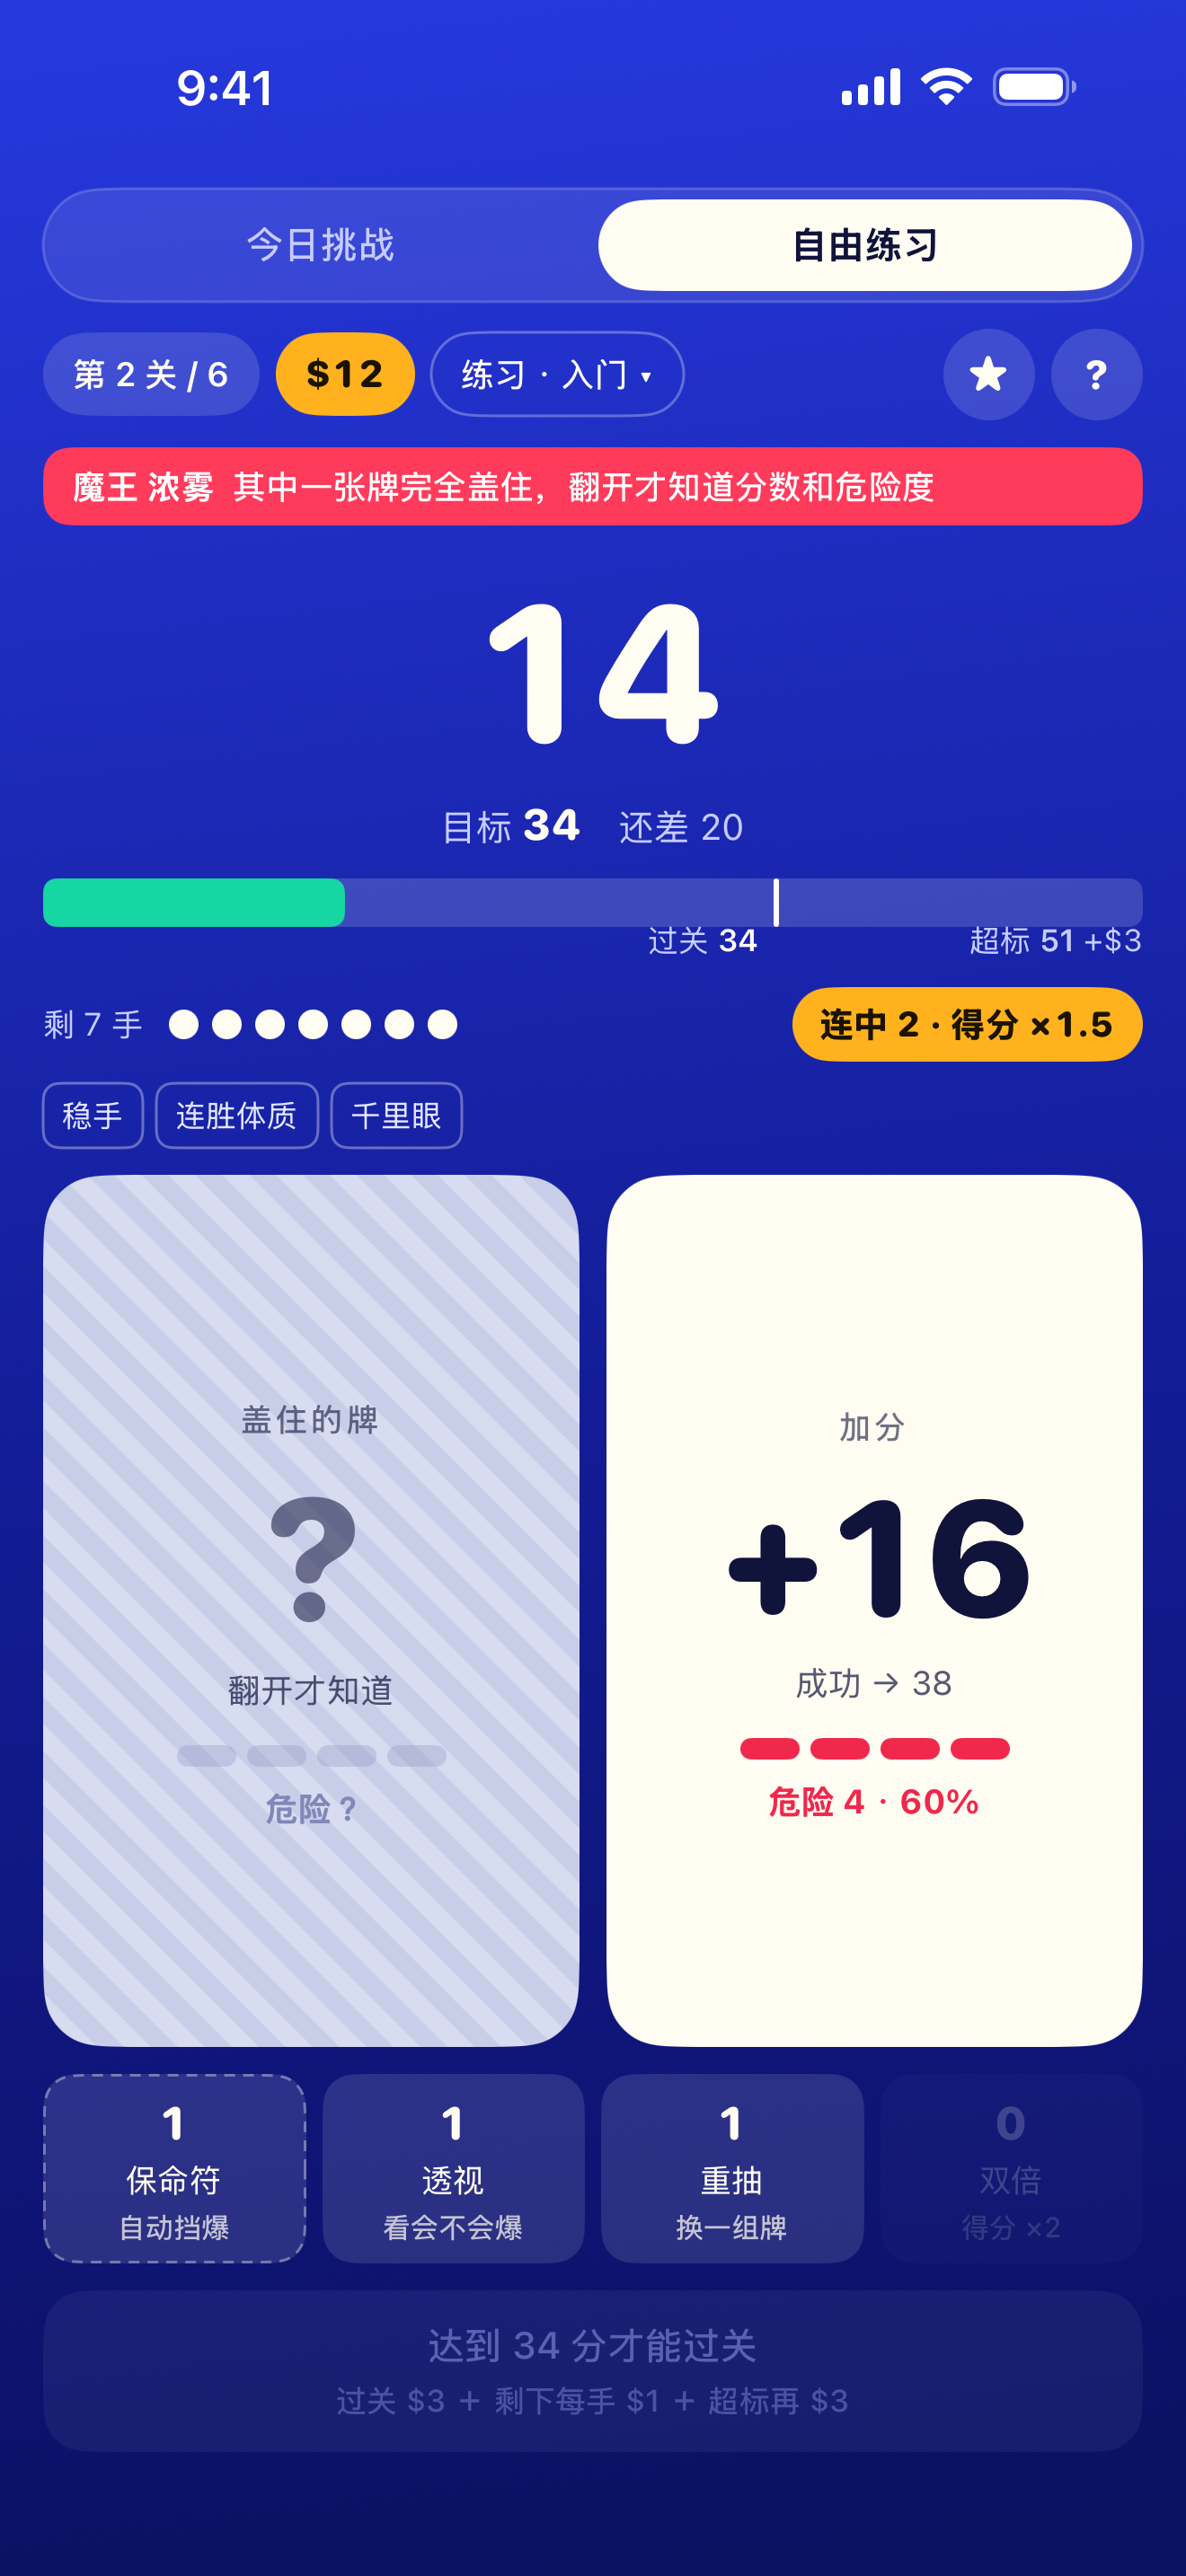 9:41
今日挑战 自由练习
第 2 关 / 6 $12 练习 · 入门 ▾ ★ ?
魔王 浓雾 其中一张牌完全盖住，翻开才知道分数和危险度
14
目标 34 还差 20
过关 34 超标 51 +$3
剩 7 手 连中 2 · 得分 ×1.5
稳手 连胜体质 千里眼
盖住的牌
?
翻开才知道
危险 ?
加分
+16
成功 → 38
危险 4 · 60%
1
保命符
自动挡爆
1
透视
看会不会爆
1
重抽
换一组牌
0
双倍
得分 ×2
达到 34 分才能过关
过关 $3 + 剩下每手 $1 + 超标再 $3